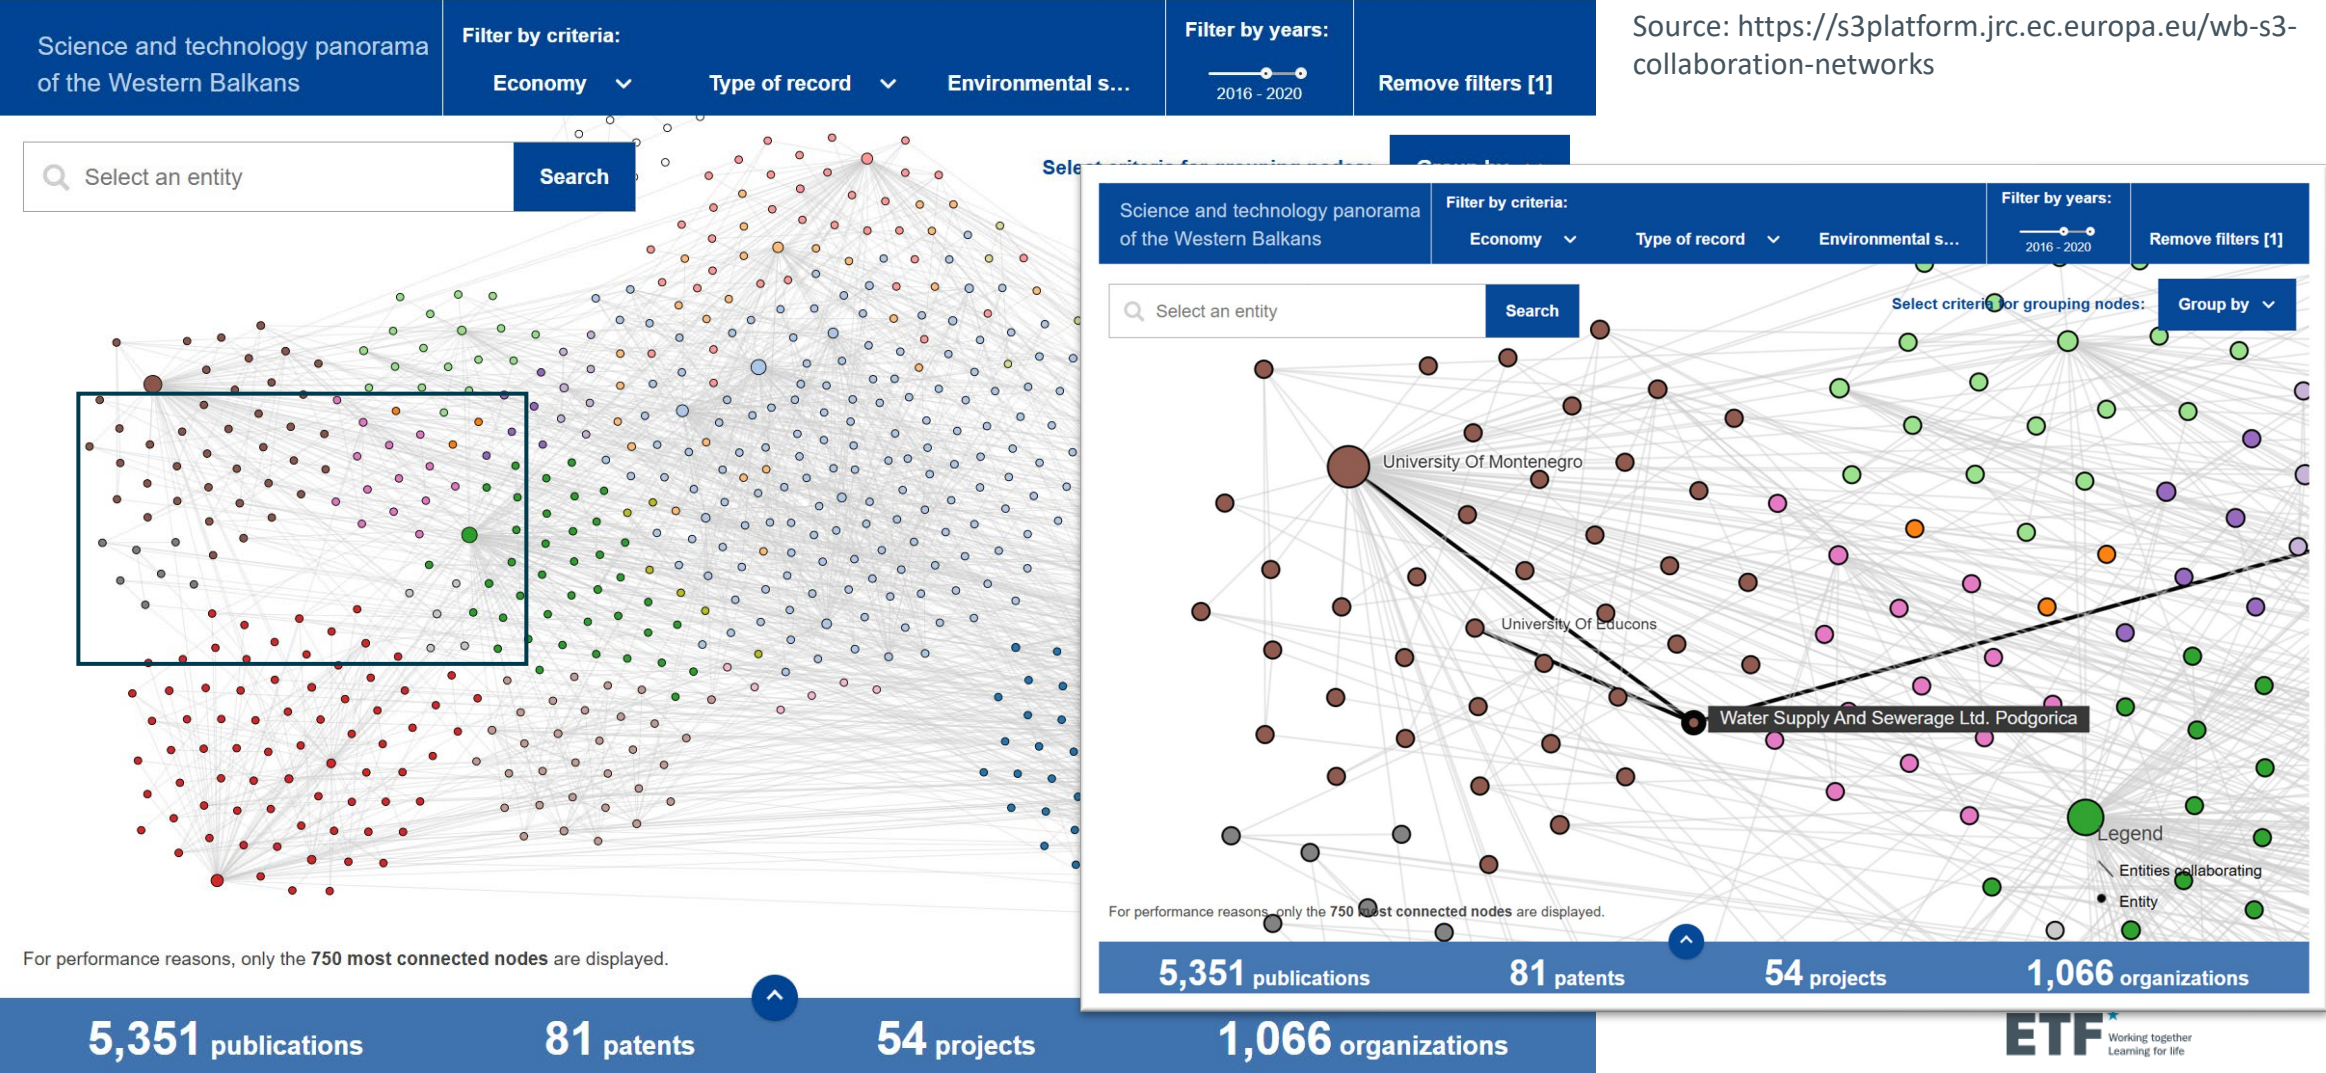 Science and technology panorama
of the Western Balkans
Filter by criteria:
Economy
Type of record
Environmental s...
Filter by years:
2016 - 2020
Remove filters [1]
Source: https://s3platform.jrc.ec.europa.eu/wb-s3-
collaboration-networks
Select an entity
Search
Science and technology panorama
of the Western Balkans
Filter by criteria:
Economy
Type of record
Environmental s...
Filter by years:
2016 - 2020
Remove filters [1]
Select an entity
Search
Select criteria for grouping nodes:
Group by
University Of Montenegro
University Of Educons
Water Supply And Sewerage Ltd. Podgorica
Legend
Entities collaborating
Entity
For performance reasons, only the 750 most connected nodes are displayed.
5,351 publications
81 patents
54 projects
1,066 organizations
For performance reasons, only the 750 most connected nodes are displayed.
5,351 publications
81 patents
54 projects
1,066 organizations
ETF
Working together
Learning for life